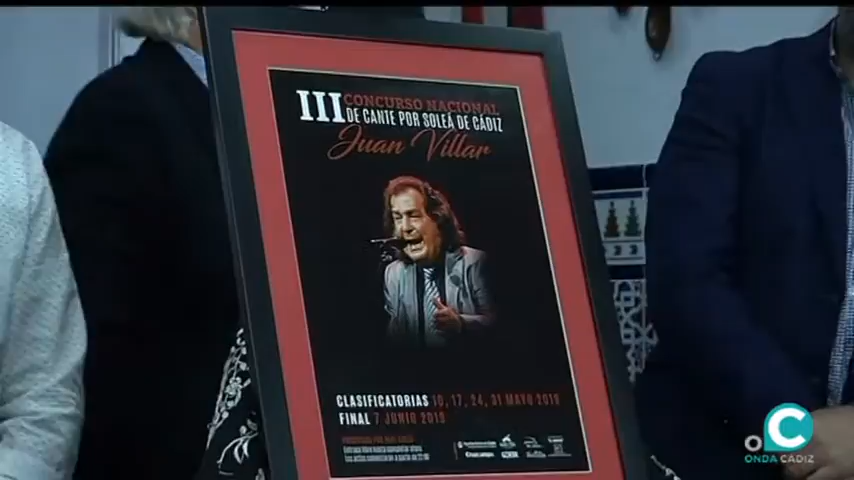 III CONCURSO NACIONAL
DE CANTE POR SOLEÁ DE CÁDIZ
Juan Villar
CLASIFICATORIAS 10, 17, 24, 31 MAYO 2019
FINAL 7 JUNIO 2019
ONDA CÁDIZ